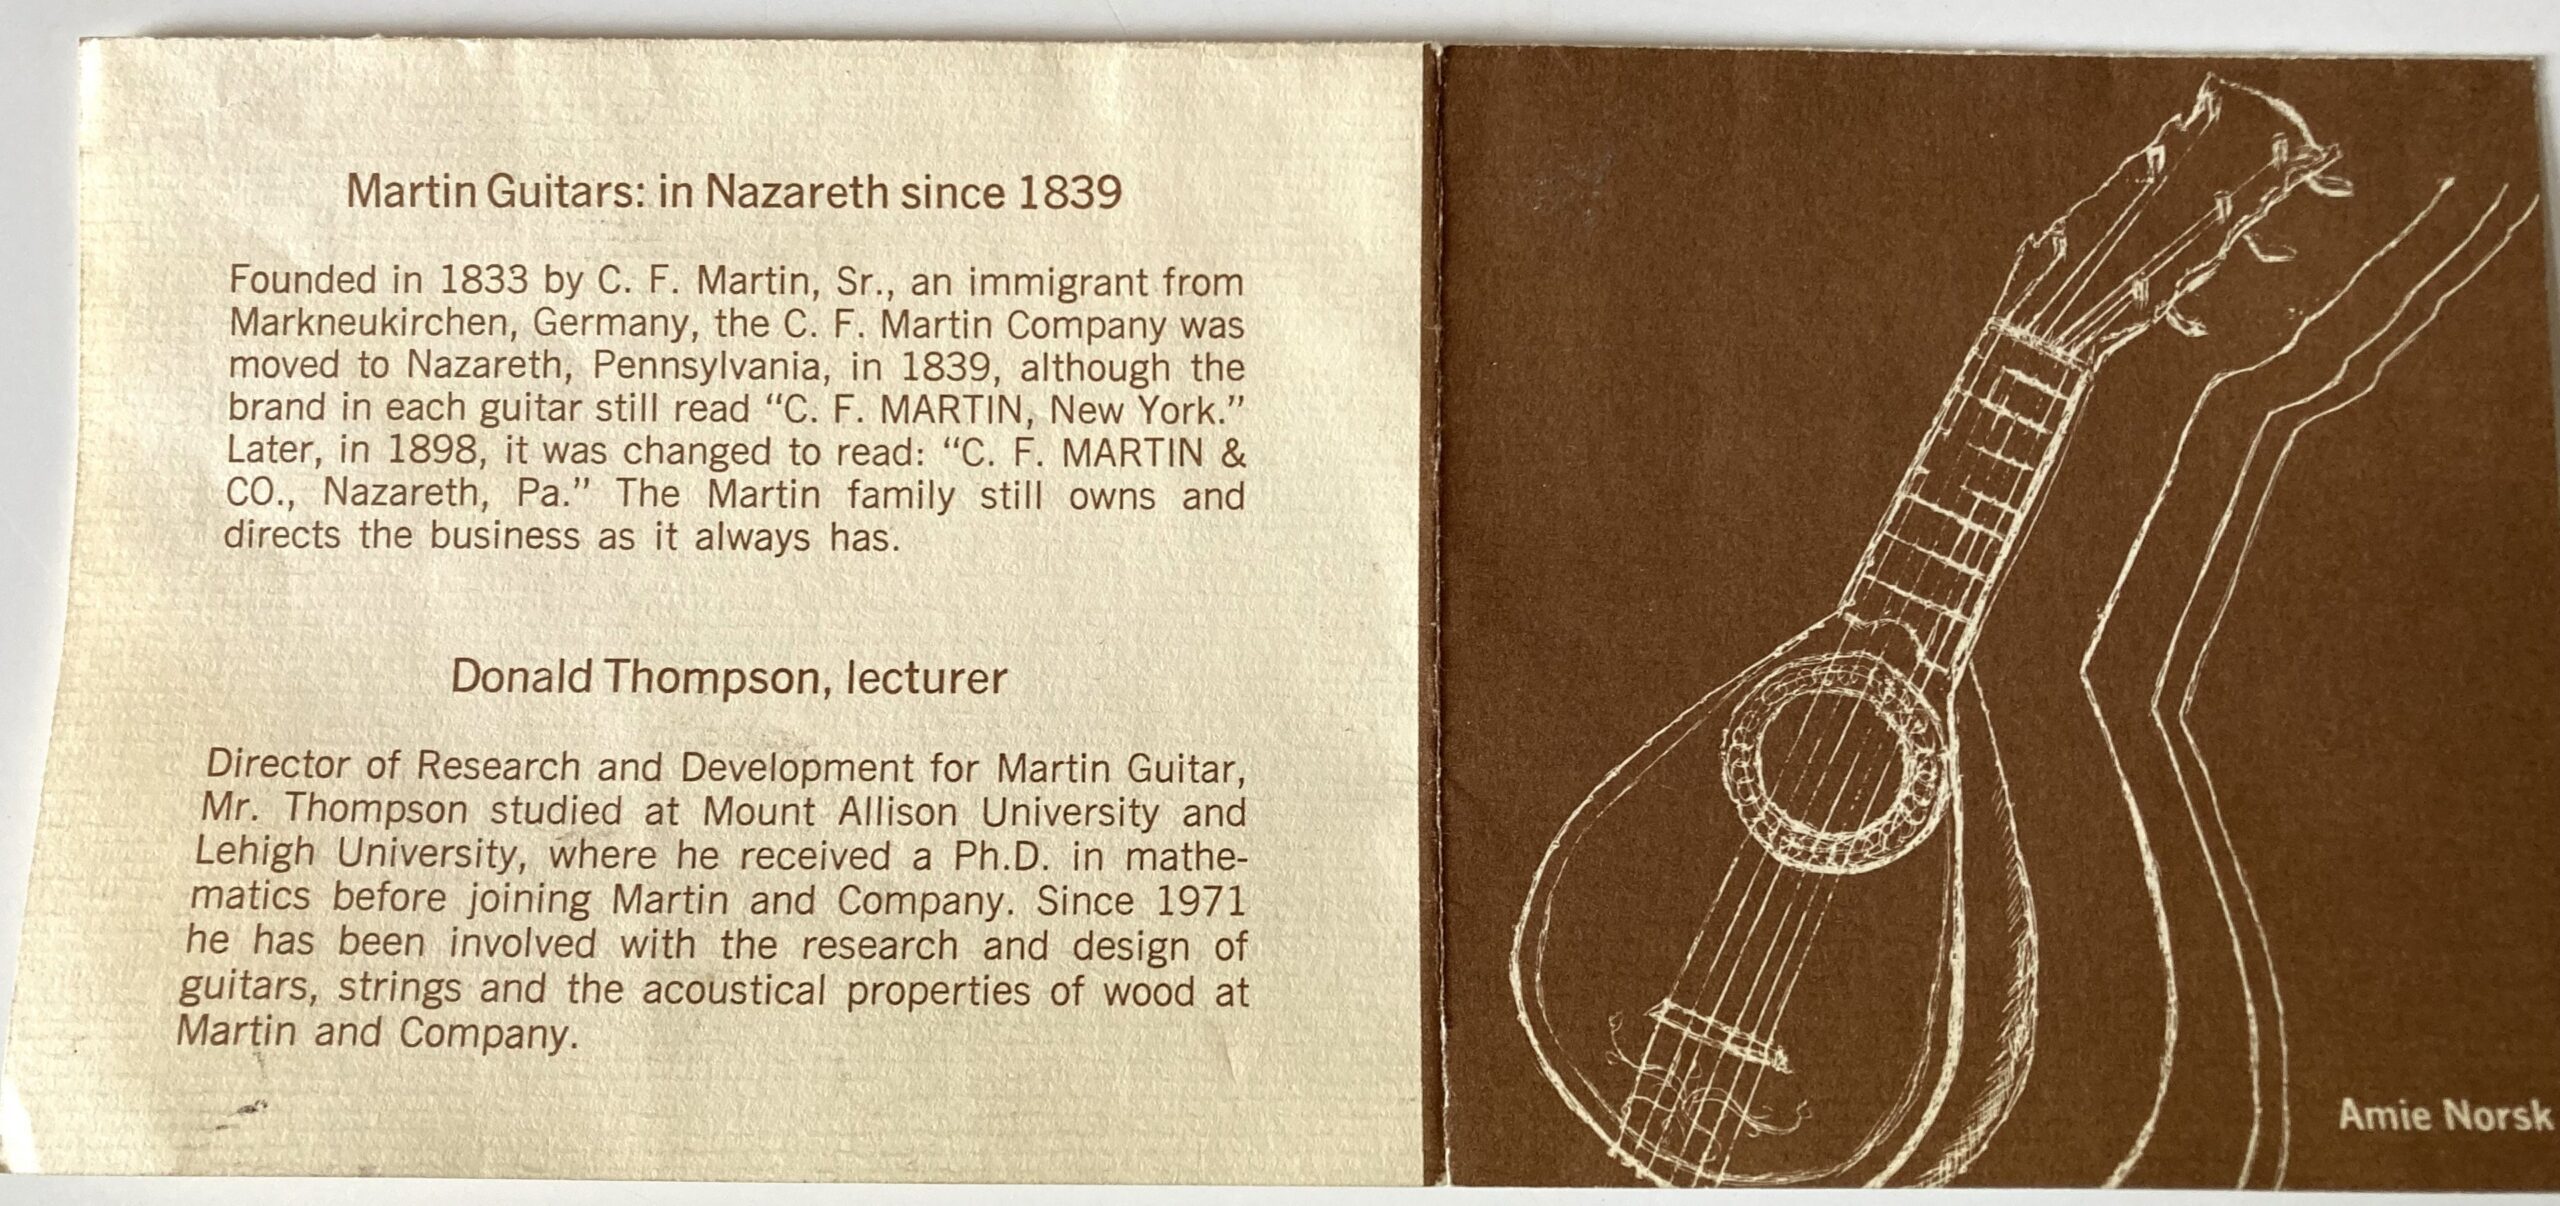 Martin Guitars: in Nazareth since 1839
Founded in 1833 by C. F. Martin, Sr., an immigrant from
Markneukirchen, Germany, the C. F. Martin Company was
moved to Nazareth, Pennsylvania, in 1839, although the
brand in each guitar still read “C. F. MARTIN, New York.”
Later, in 1898, it was changed to read: “C. F. MARTIN &
CO., Nazareth, Pa.” The Martin family still owns and
directs the business as it always has.
Donald Thompson, lecturer
Director of Research and Development for Martin Guitar,
Mr. Thompson studied at Mount Allison University and
Lehigh University, where he received a Ph.D. in mathe-
matics before joining Martin and Company. Since 1971
he has been involved with the research and design of
guitars, strings and the acoustical properties of wood at
Martin and Company.
Amie Norsk